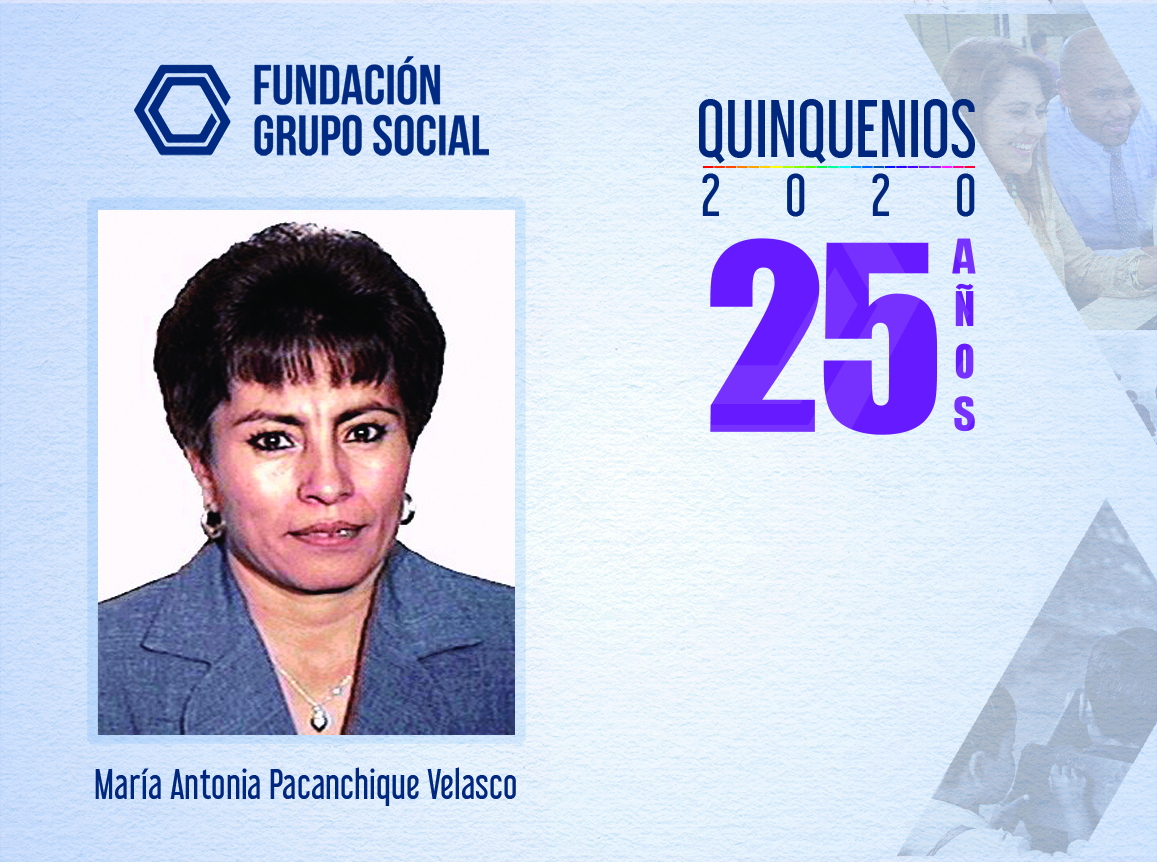 FUNDACIÓN
GRUPO SOCIAL
QUINQUENIOS
2020
25
AÑOS
María Antonia Pacanchique Velasco